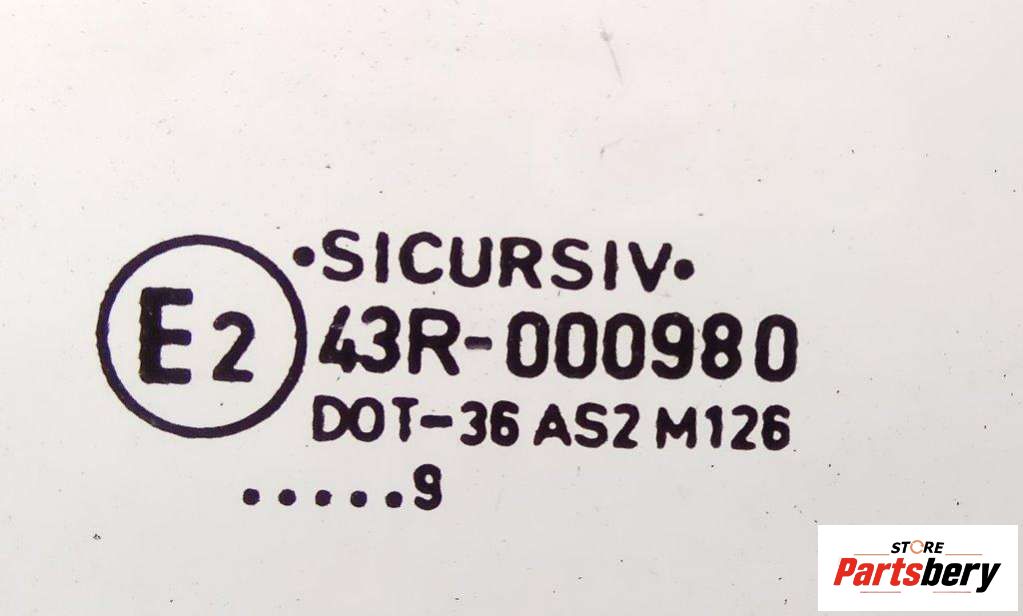 ·SICURSIV·
E2
43R-000980
DOT-36 AS2 M126
.....9
STORE
Partsbery